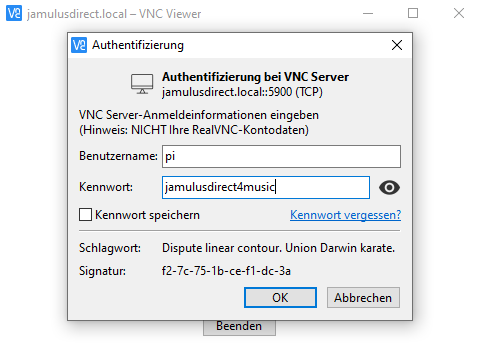 jamulusdirect.local – VNC Viewer
Authentifizierung
Authentifizierung bei VNC Server
jamulusdirect.local::5900 (TCP)
VNC Server-Anmeldeinformationen eingeben
(Hinweis: NICHT Ihre RealVNC-Kontodaten)
Benutzername: pi
Kennwort: jamulusdirect4music
Kennwort speichern Kennwort vergessen?
Schlagwort: Dispute linear contour. Union Darwin karate.
Signatur: f2-7c-75-1b-ce-f1-dc-3a
OK Abbrechen
Beenden